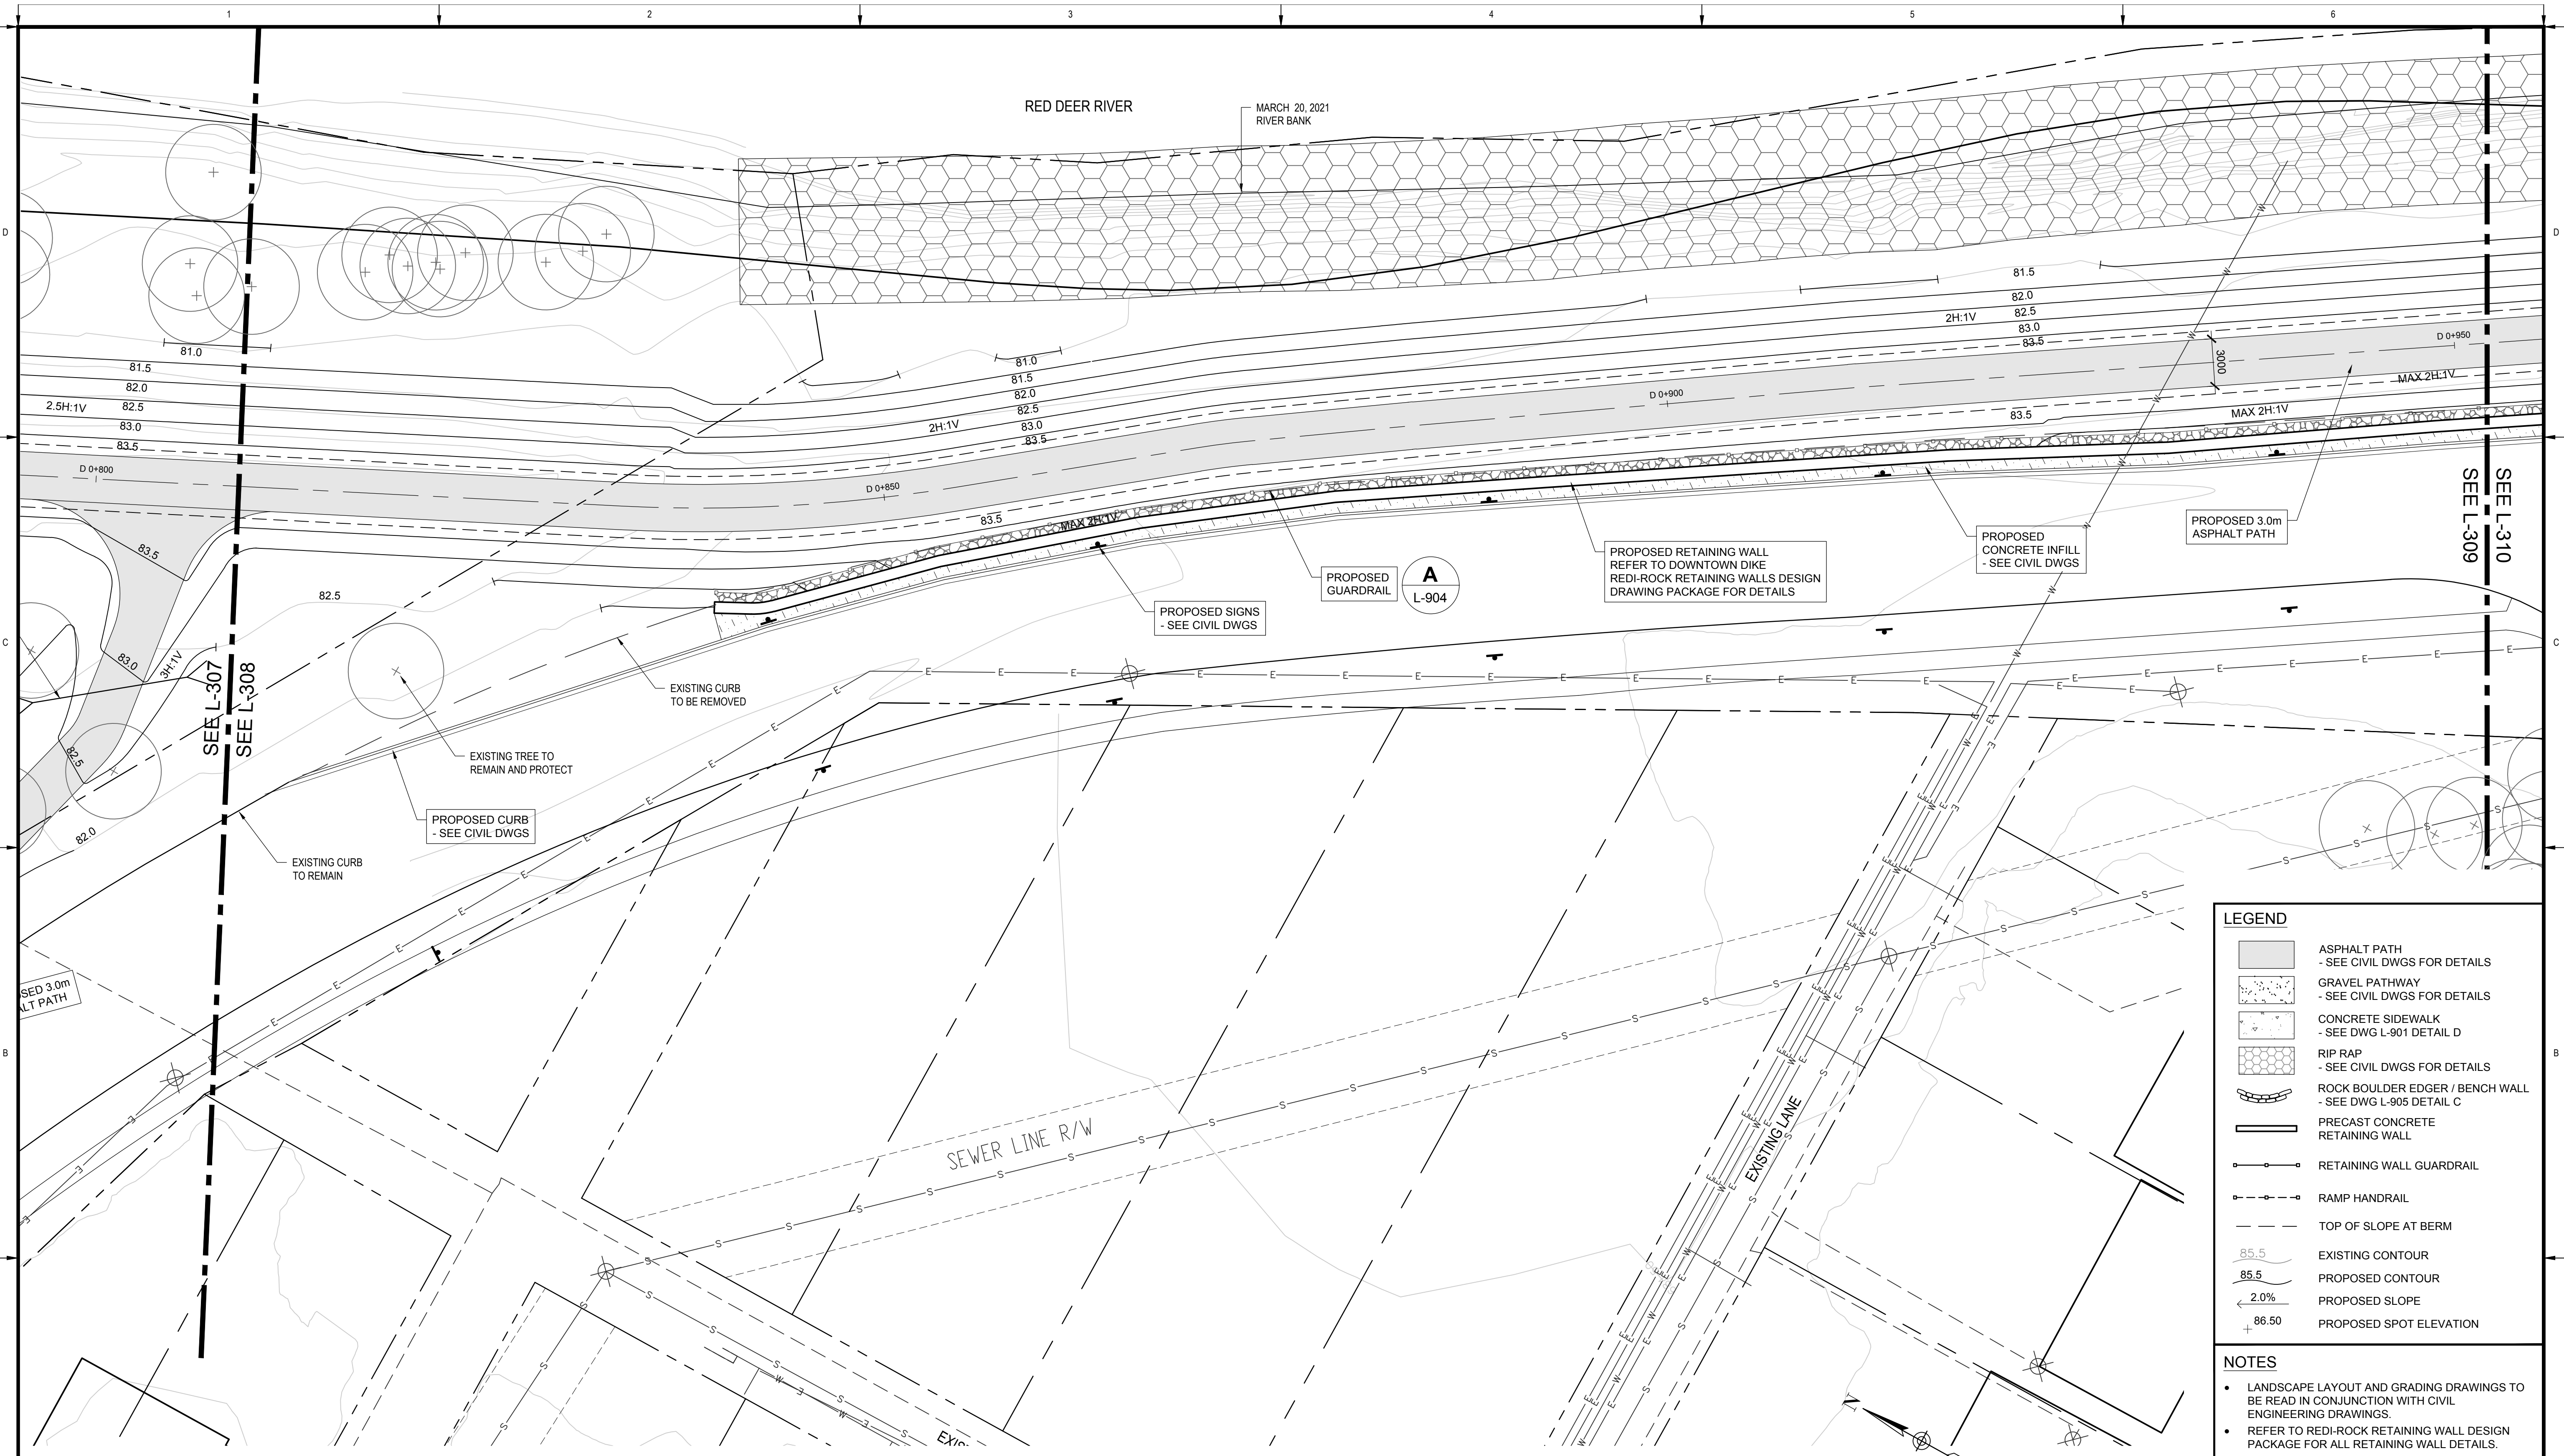 1
2
3
4
5
6
RED DEER RIVER
MARCH 20, 2021
RIVER BANK
D
D
81.5
82.0
2H:1V
82.5
83.0
83.5
D 0+950
3000
MAX 2H:1V
81.0
81.0
81.5
81.5
82.0
82.0
2.5H:1V
82.5
82.5
83.0
2H:1V
83.0
83.5
83.5
D 0+900
83.5
MAX 2H:1V
D 0+800
D 0+850
83.5
MAX 2H:1V
SEE L-309
SEE L-310
PROPOSED 3.0m
ASPHALT PATH
PROPOSED
CONCRETE INFILL
- SEE CIVIL DWGS
PROPOSED RETAINING WALL
REFER TO DOWNTOWN DIKE
REDI-ROCK RETAINING WALLS DESIGN
DRAWING PACKAGE FOR DETAILS
PROPOSED
GUARDRAIL
A
L-904
PROPOSED SIGNS
- SEE CIVIL DWGS
83.5
82.5
83.0
3H:1V
82.5
82.0
C
C
SEE L-307
SEE L-308
EXISTING CURB
TO BE REMOVED
EXISTING TREE TO
REMAIN AND PROTECT
PROPOSED CURB
- SEE CIVIL DWGS
EXISTING CURB
TO REMAIN
SED 3.0m
ALT PATH
B
B
SEWER LINE R/W
EXISTING LANE
LEGEND
ASPHALT PATH
- SEE CIVIL DWGS FOR DETAILS
GRAVEL PATHWAY
- SEE CIVIL DWGS FOR DETAILS
CONCRETE SIDEWALK
- SEE DWG L-901 DETAIL D
RIP RAP
- SEE CIVIL DWGS FOR DETAILS
ROCK BOULDER EDGER / BENCH WALL
- SEE DWG L-905 DETAIL C
PRECAST CONCRETE
RETAINING WALL
RETAINING WALL GUARDRAIL
RAMP HANDRAIL
TOP OF SLOPE AT BERM
85.5
EXISTING CONTOUR
85.5
PROPOSED CONTOUR
2.0%
PROPOSED SLOPE
86.50
PROPOSED SPOT ELEVATION
NOTES
• LANDSCAPE LAYOUT AND GRADING DRAWINGS TO
BE READ IN CONJUNCTION WITH CIVIL
ENGINEERING DRAWINGS.
• REFER TO REDI-ROCK RETAINING WALL DESIGN
PACKAGE FOR ALL RETAINING WALL DETAILS.
N